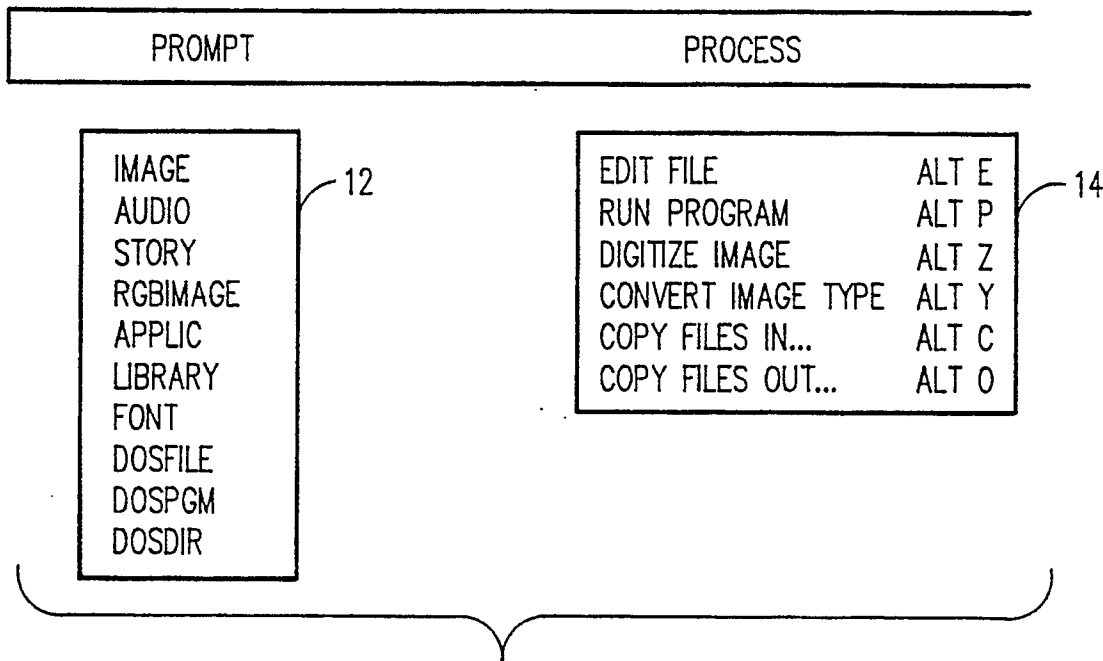 PROMPT PROCESS
IMAGE
AUDIO
STORY
RGBIMAGE
APPLIC
LIBRARY
FONT
DOSFILE
DOSPGM
DOSDIR
12
EDIT FILE ALT E
RUN PROGRAM ALT P
DIGITIZE IMAGE ALT Z
CONVERT IMAGE TYPE ALT Y
COPY FILES IN... ALT C
COPY FILES OUT... ALT O
14